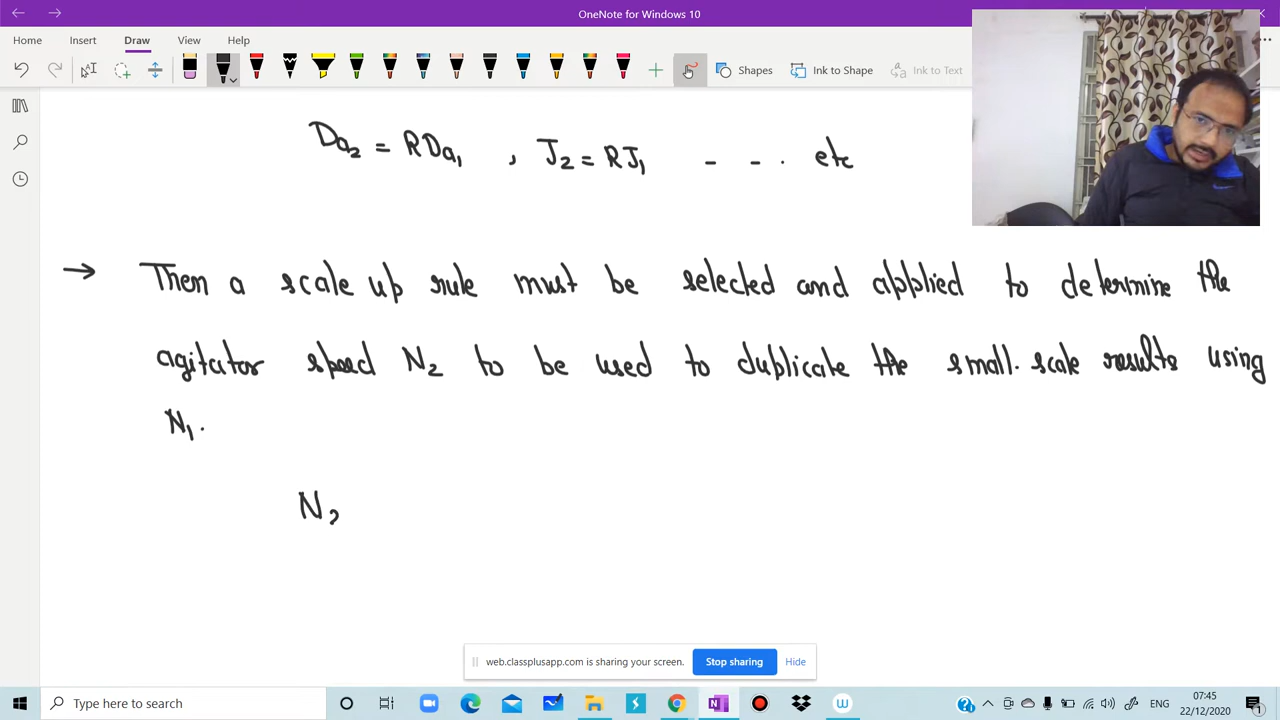 OneNote for Windows 10
Home Insert Draw View Help
Shapes Ink to Shape Ink to Text
Da2 = RDa1 , J2 = RJ1 - - . etc
→ Then a scale up rule must be selected and applied to determine the
agitator speed N2 to be used to duplicate the small-scale results using
N1.
N2
web.classplusapp.com is sharing your screen. Stop sharing Hide
Type here to search
ENG 07:45 22/12/2020